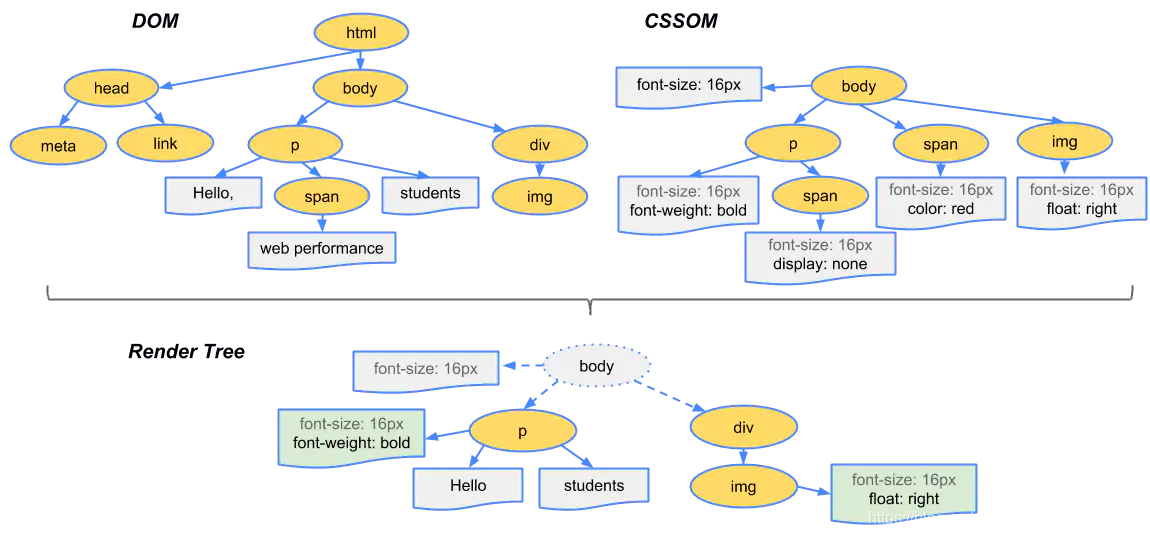 DOM
CSSOM
html
head
body
meta
link
p
div
Hello,
span
students
img
web performance
font-size: 16px
body
p
span
img
font-size: 16px
font-weight: bold
span
font-size: 16px
color: red
font-size: 16px
float: right
font-size: 16px
display: none
Render Tree
body
font-size: 16px
font-size: 16px
font-weight: bold
p
div
Hello
students
img
font-size: 16px
float: right